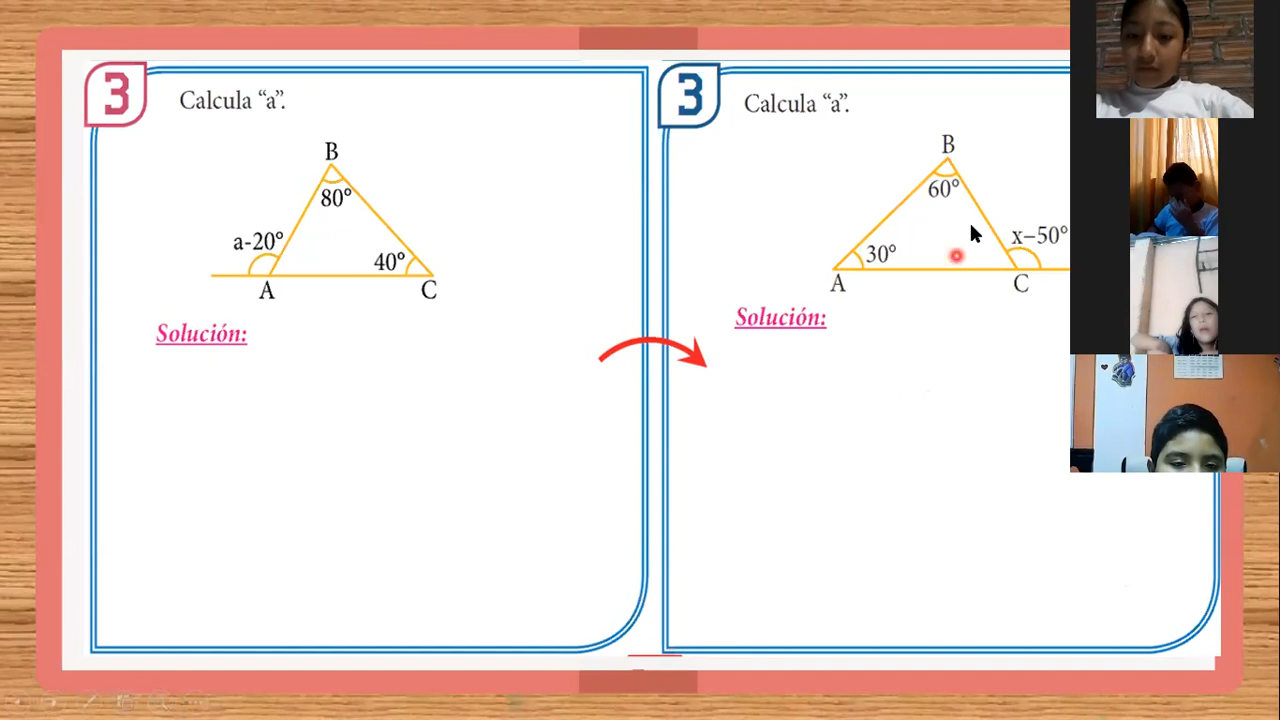 3
Calcula “a”.
B
80°
a-20°
40°
A
C
Solución:
3
Calcula “a”.
B
60°
x–50°
30°
A
C
Solución: